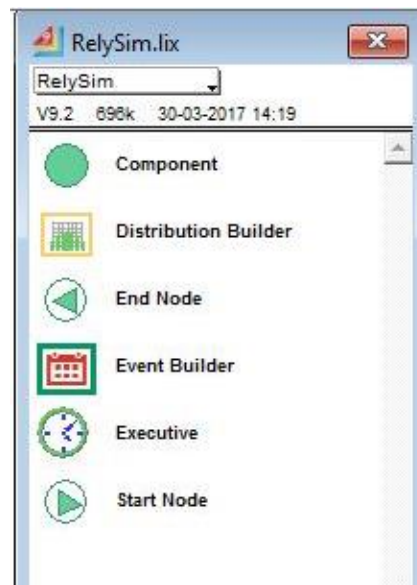 RelySim.lix
RelySim
V9.2 696k 30-03-2017 14:19
Component
Distribution Builder
End Node
Event Builder
Executive
Start Node